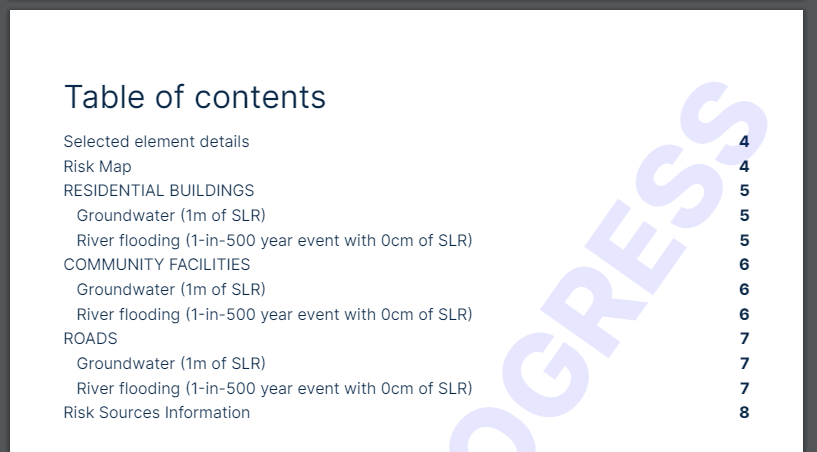 Table of contents
Selected element details 4
Risk Map 4
RESIDENTIAL BUILDINGS 5
Groundwater (1m of SLR) 5
River flooding (1-in-500 year event with 0cm of SLR) 5
COMMUNITY FACILITIES 6
Groundwater (1m of SLR) 6
River flooding (1-in-500 year event with 0cm of SLR) 6
ROADS 7
Groundwater (1m of SLR) 7
River flooding (1-in-500 year event with 0cm of SLR) 7
Risk Sources Information 8
OGRESS